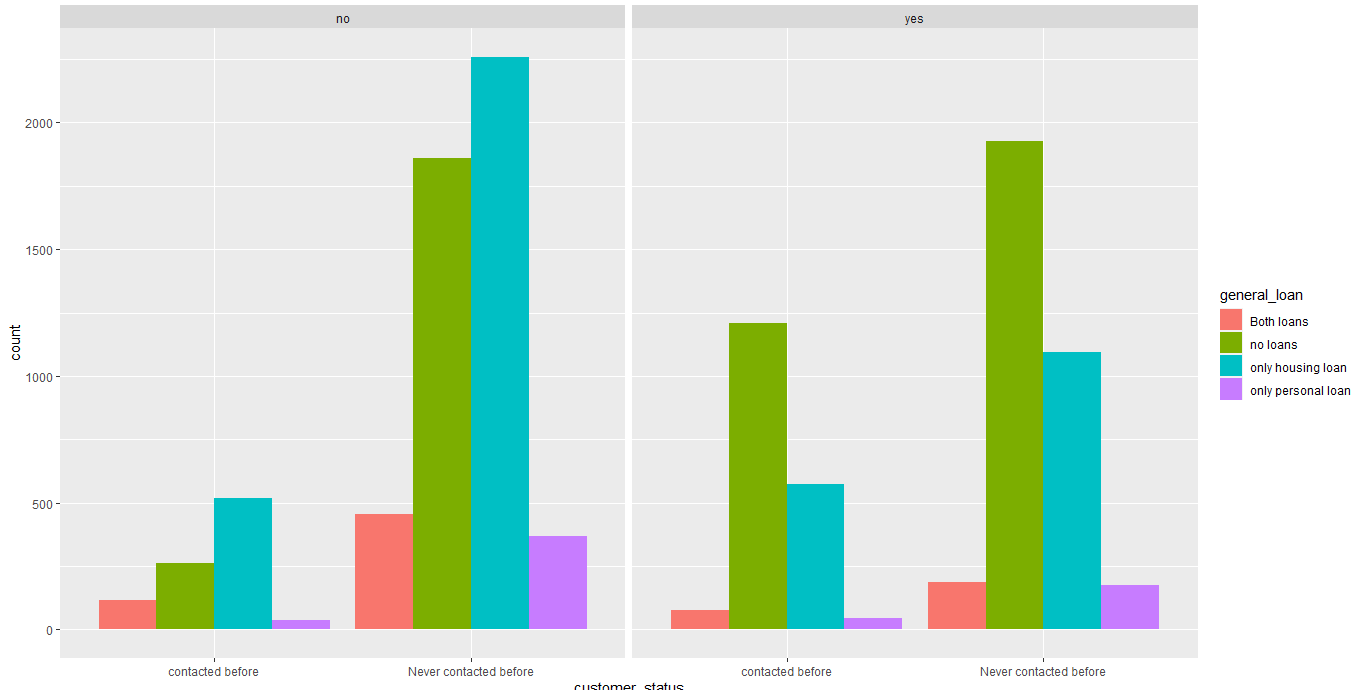 no
yes
count
2000
1500
1000
500
0
contacted before
Never contacted before
contacted before
Never contacted before
customer_status
general_loan
Both loans
no loans
only housing loan
only personal loan